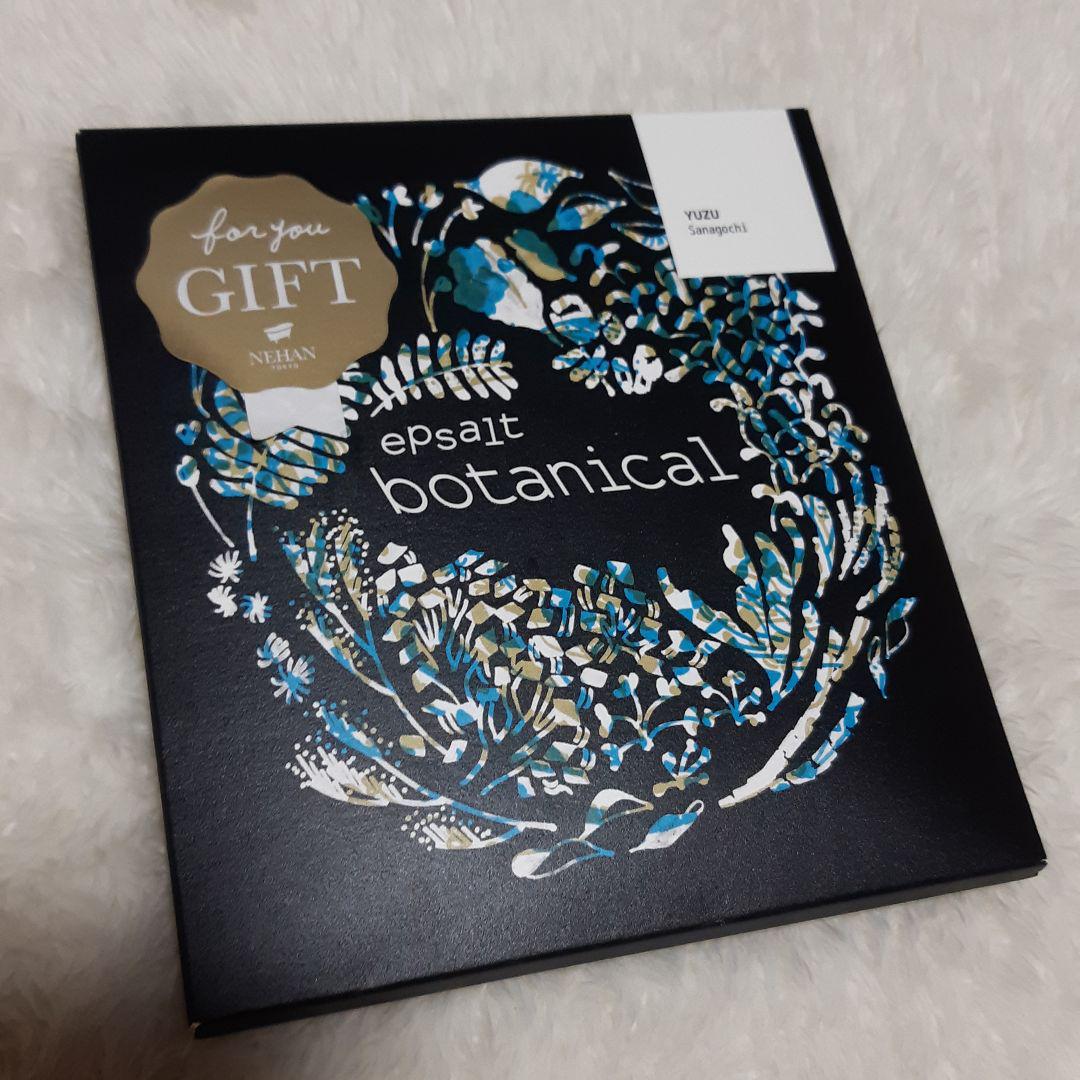 for you
GIFT
NEHAN
TOKYO
YUZU
Sanagochi
epsalt
botanical